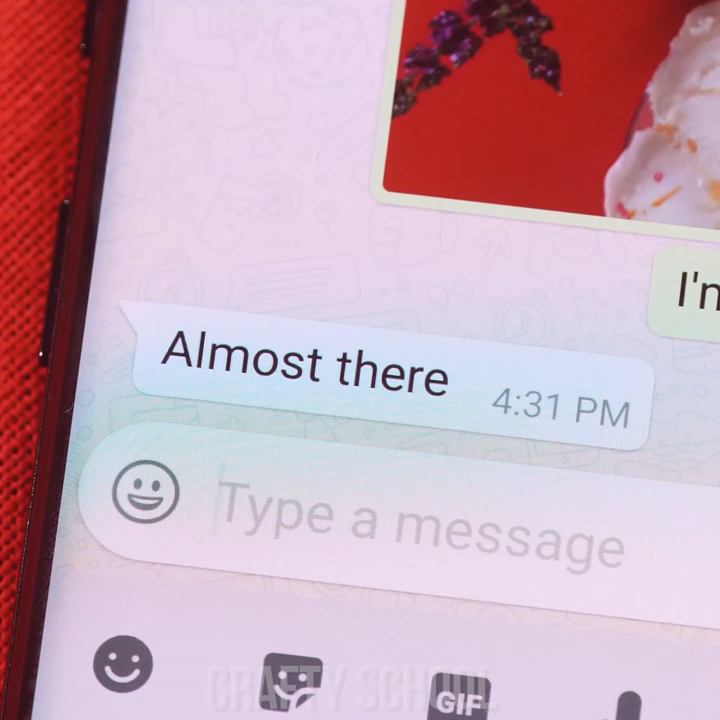 I'm
Almost there 4:31 PM
Type a message
GIF
CRAFTY SCHOOL